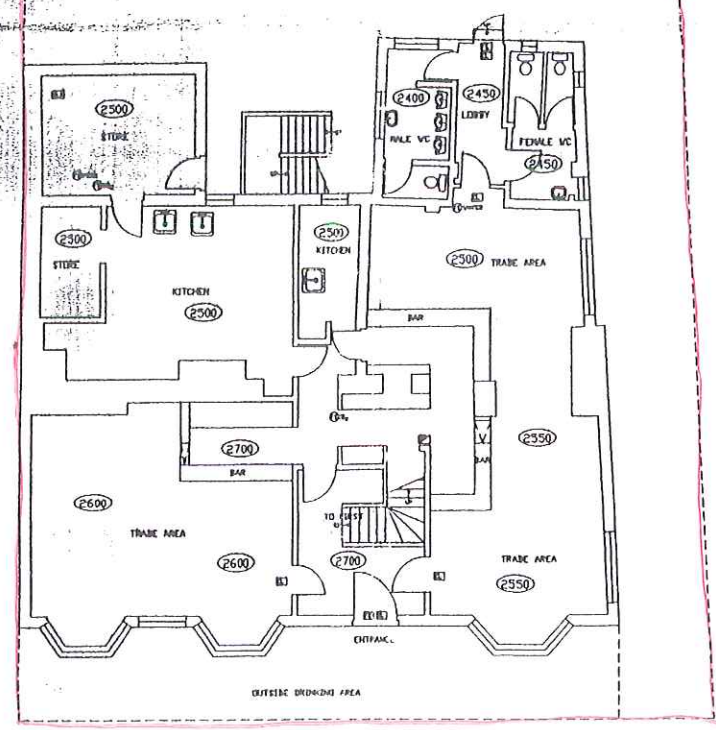 2500
STORE
2400
MALE WC
2450
LOBBY
FEMALE WC
2450
2500
STORE
KITCHEN
2500
2500
KITCHEN
2500
TRADE AREA
BAR
2700
BAR
2550
BAR
2600
TRADE AREA
2600
TO FIRST
2700
TRADE AREA
2550
ENTRANCE
OUTSIDE DRINKING AREA